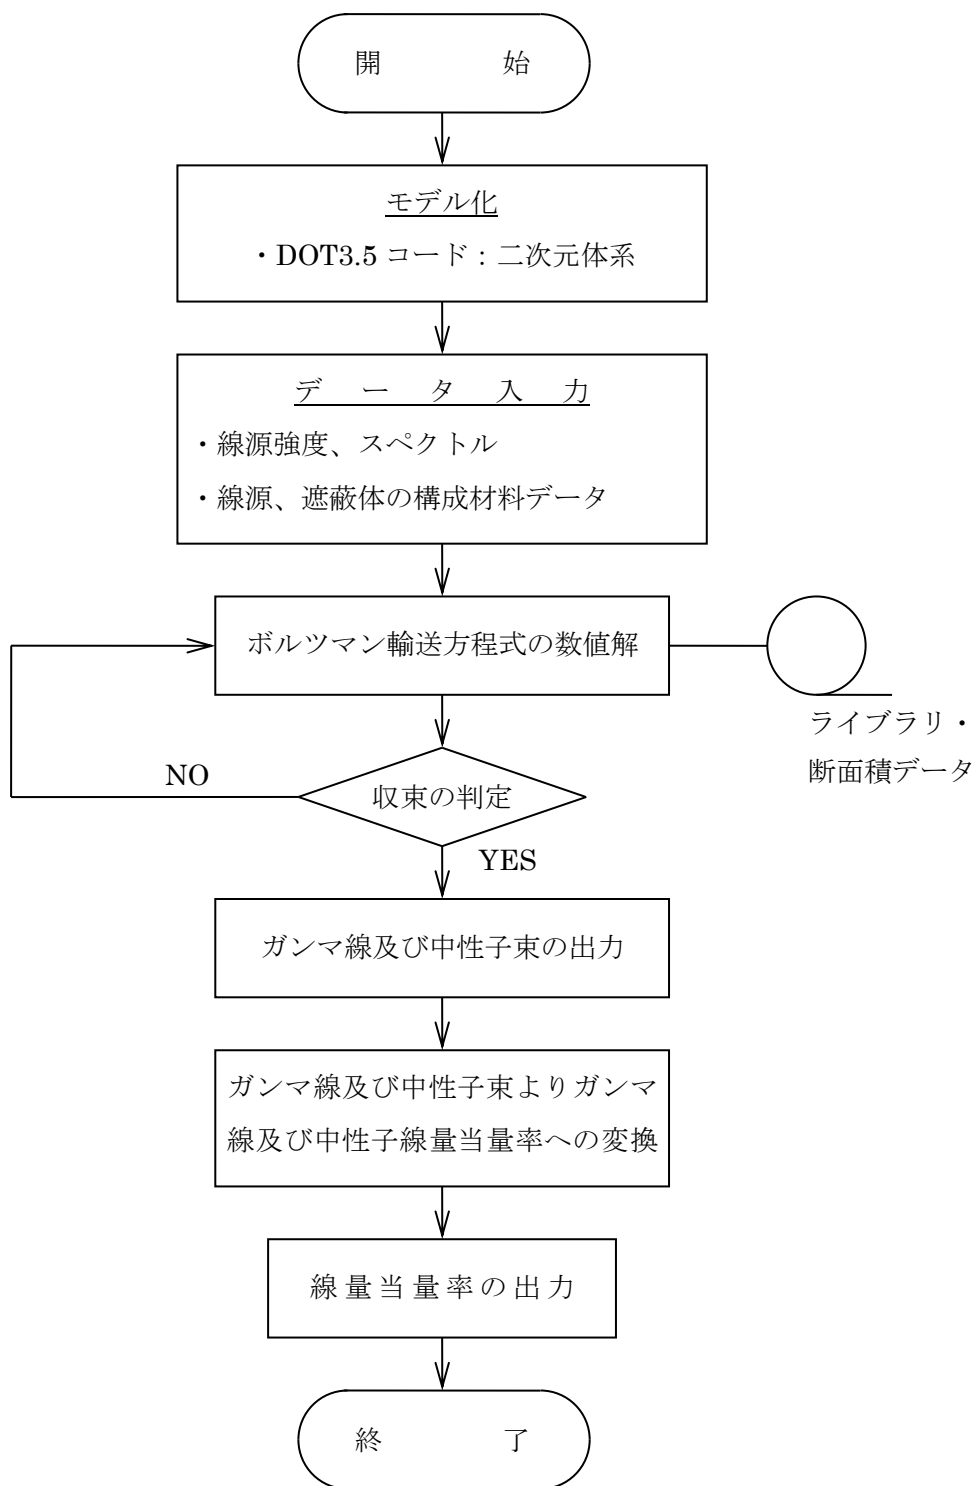 開 始
モデル化
・DOT3.5 コード：二次元体系
デ ー タ 入 力
・線源強度、スペクトル
・線源、遮蔽体の構成材料データ
ボルツマン輸送方程式の数値解
ライブラリ・
断面積データ
NO
収束の判定
YES
ガンマ線及び中性子束の出力
ガンマ線及び中性子束よりガンマ
線及び中性子線量当量率への変換
線量当量率の出力
終 了